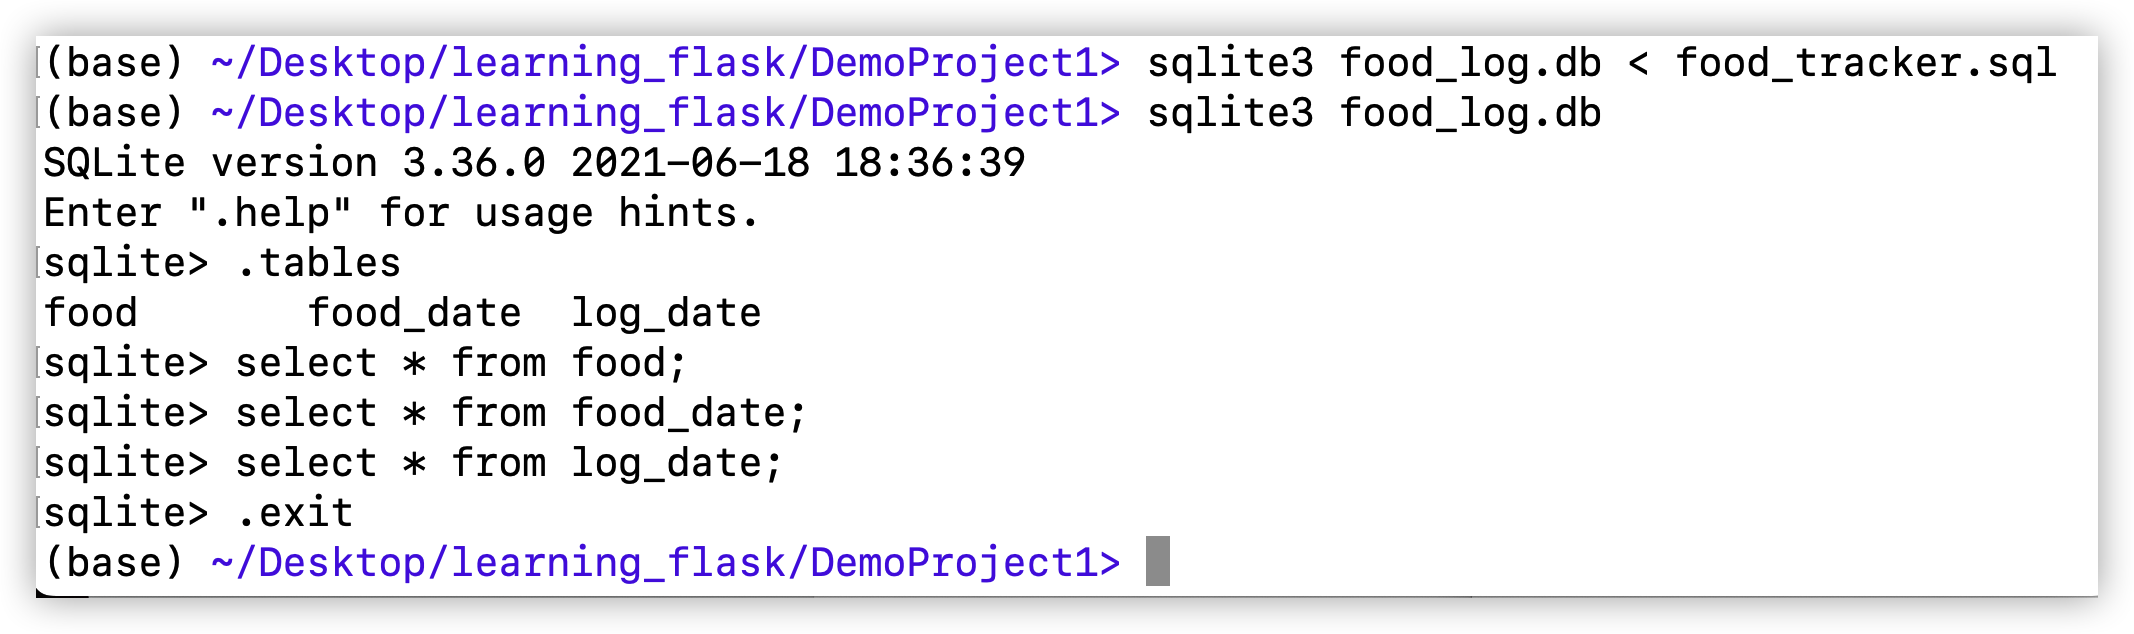 (base) ~/Desktop/learning_flask/DemoProject1> sqlite3 food_log.db < food_tracker.sql
(base) ~/Desktop/learning_flask/DemoProject1> sqlite3 food_log.db
SQLite version 3.36.0 2021-06-18 18:36:39
Enter ".help" for usage hints.
sqlite> .tables
food       food_date  log_date
sqlite> select * from food;
sqlite> select * from food_date;
sqlite> select * from log_date;
sqlite> .exit
(base) ~/Desktop/learning_flask/DemoProject1>